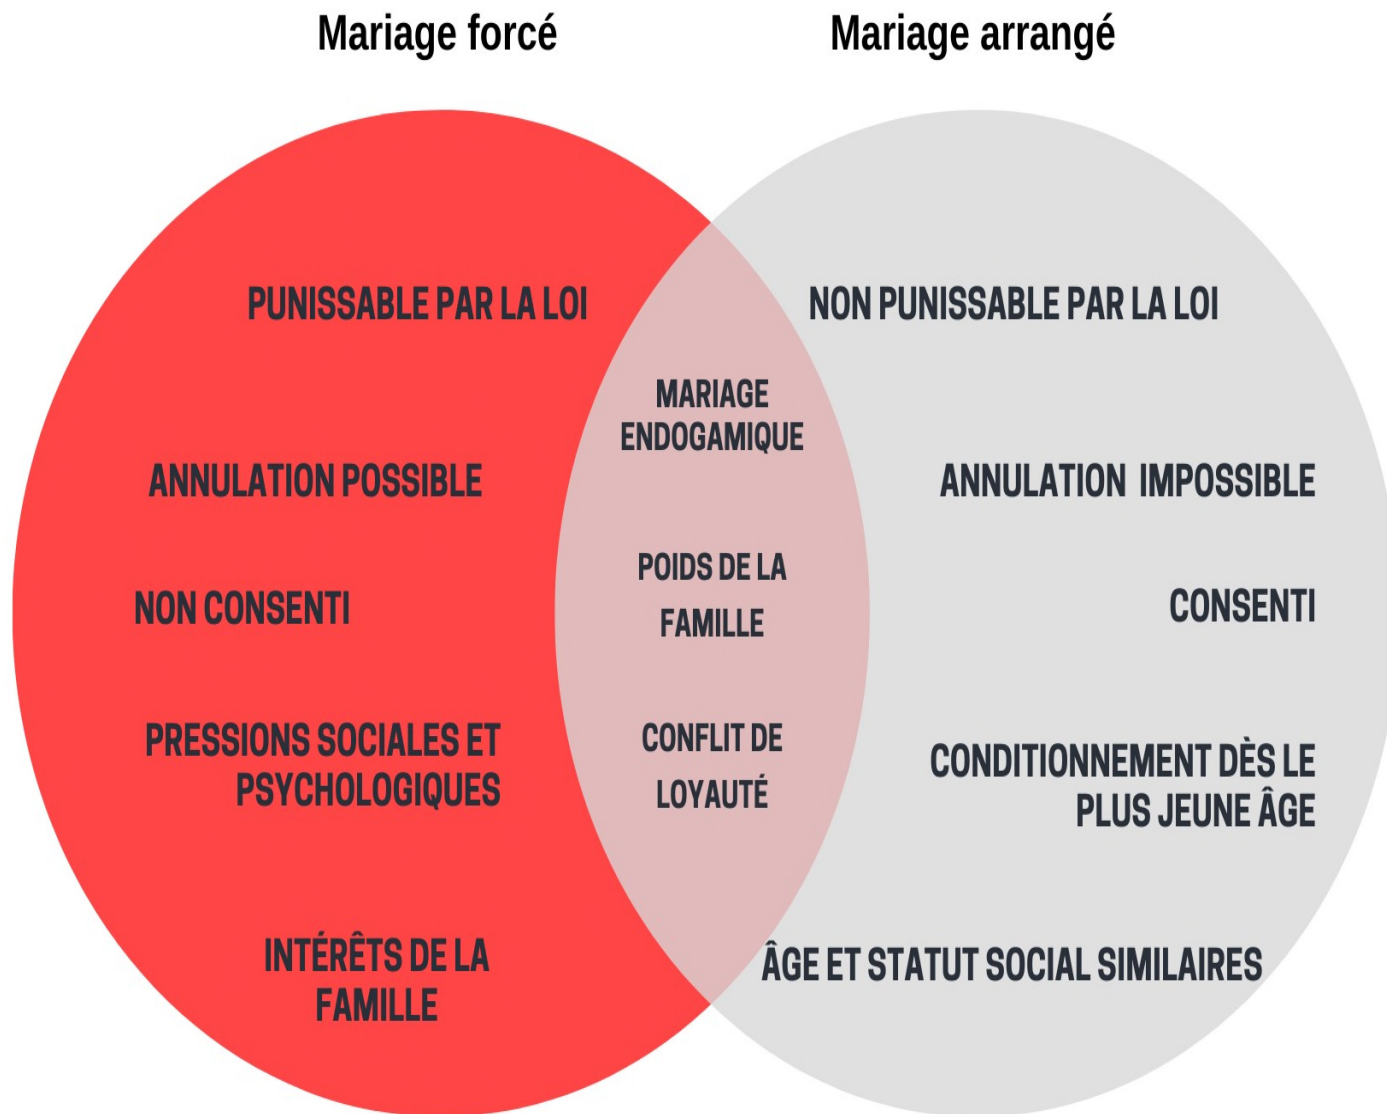 Mariage forcé
Mariage arrangé
PUNISSABLE PAR LA LOI
ANNULATION POSSIBLE
NON CONSENTI
PRESSIONS SOCIALES ET
PSYCHOLOGIQUES
INTÉRÊTS DE LA
FAMILLE
MARIAGE
ENDOGAMIQUE
POIDS DE LA
FAMILLE
CONFLIT DE
LOYAUTÉ
NON PUNISSABLE PAR LA LOI
ANNULATION IMPOSSIBLE
CONSENTI
CONDITIONNEMENT DÈS LE
PLUS JEUNE ÂGE
ÂGE ET STATUT SOCIAL SIMILAIRES